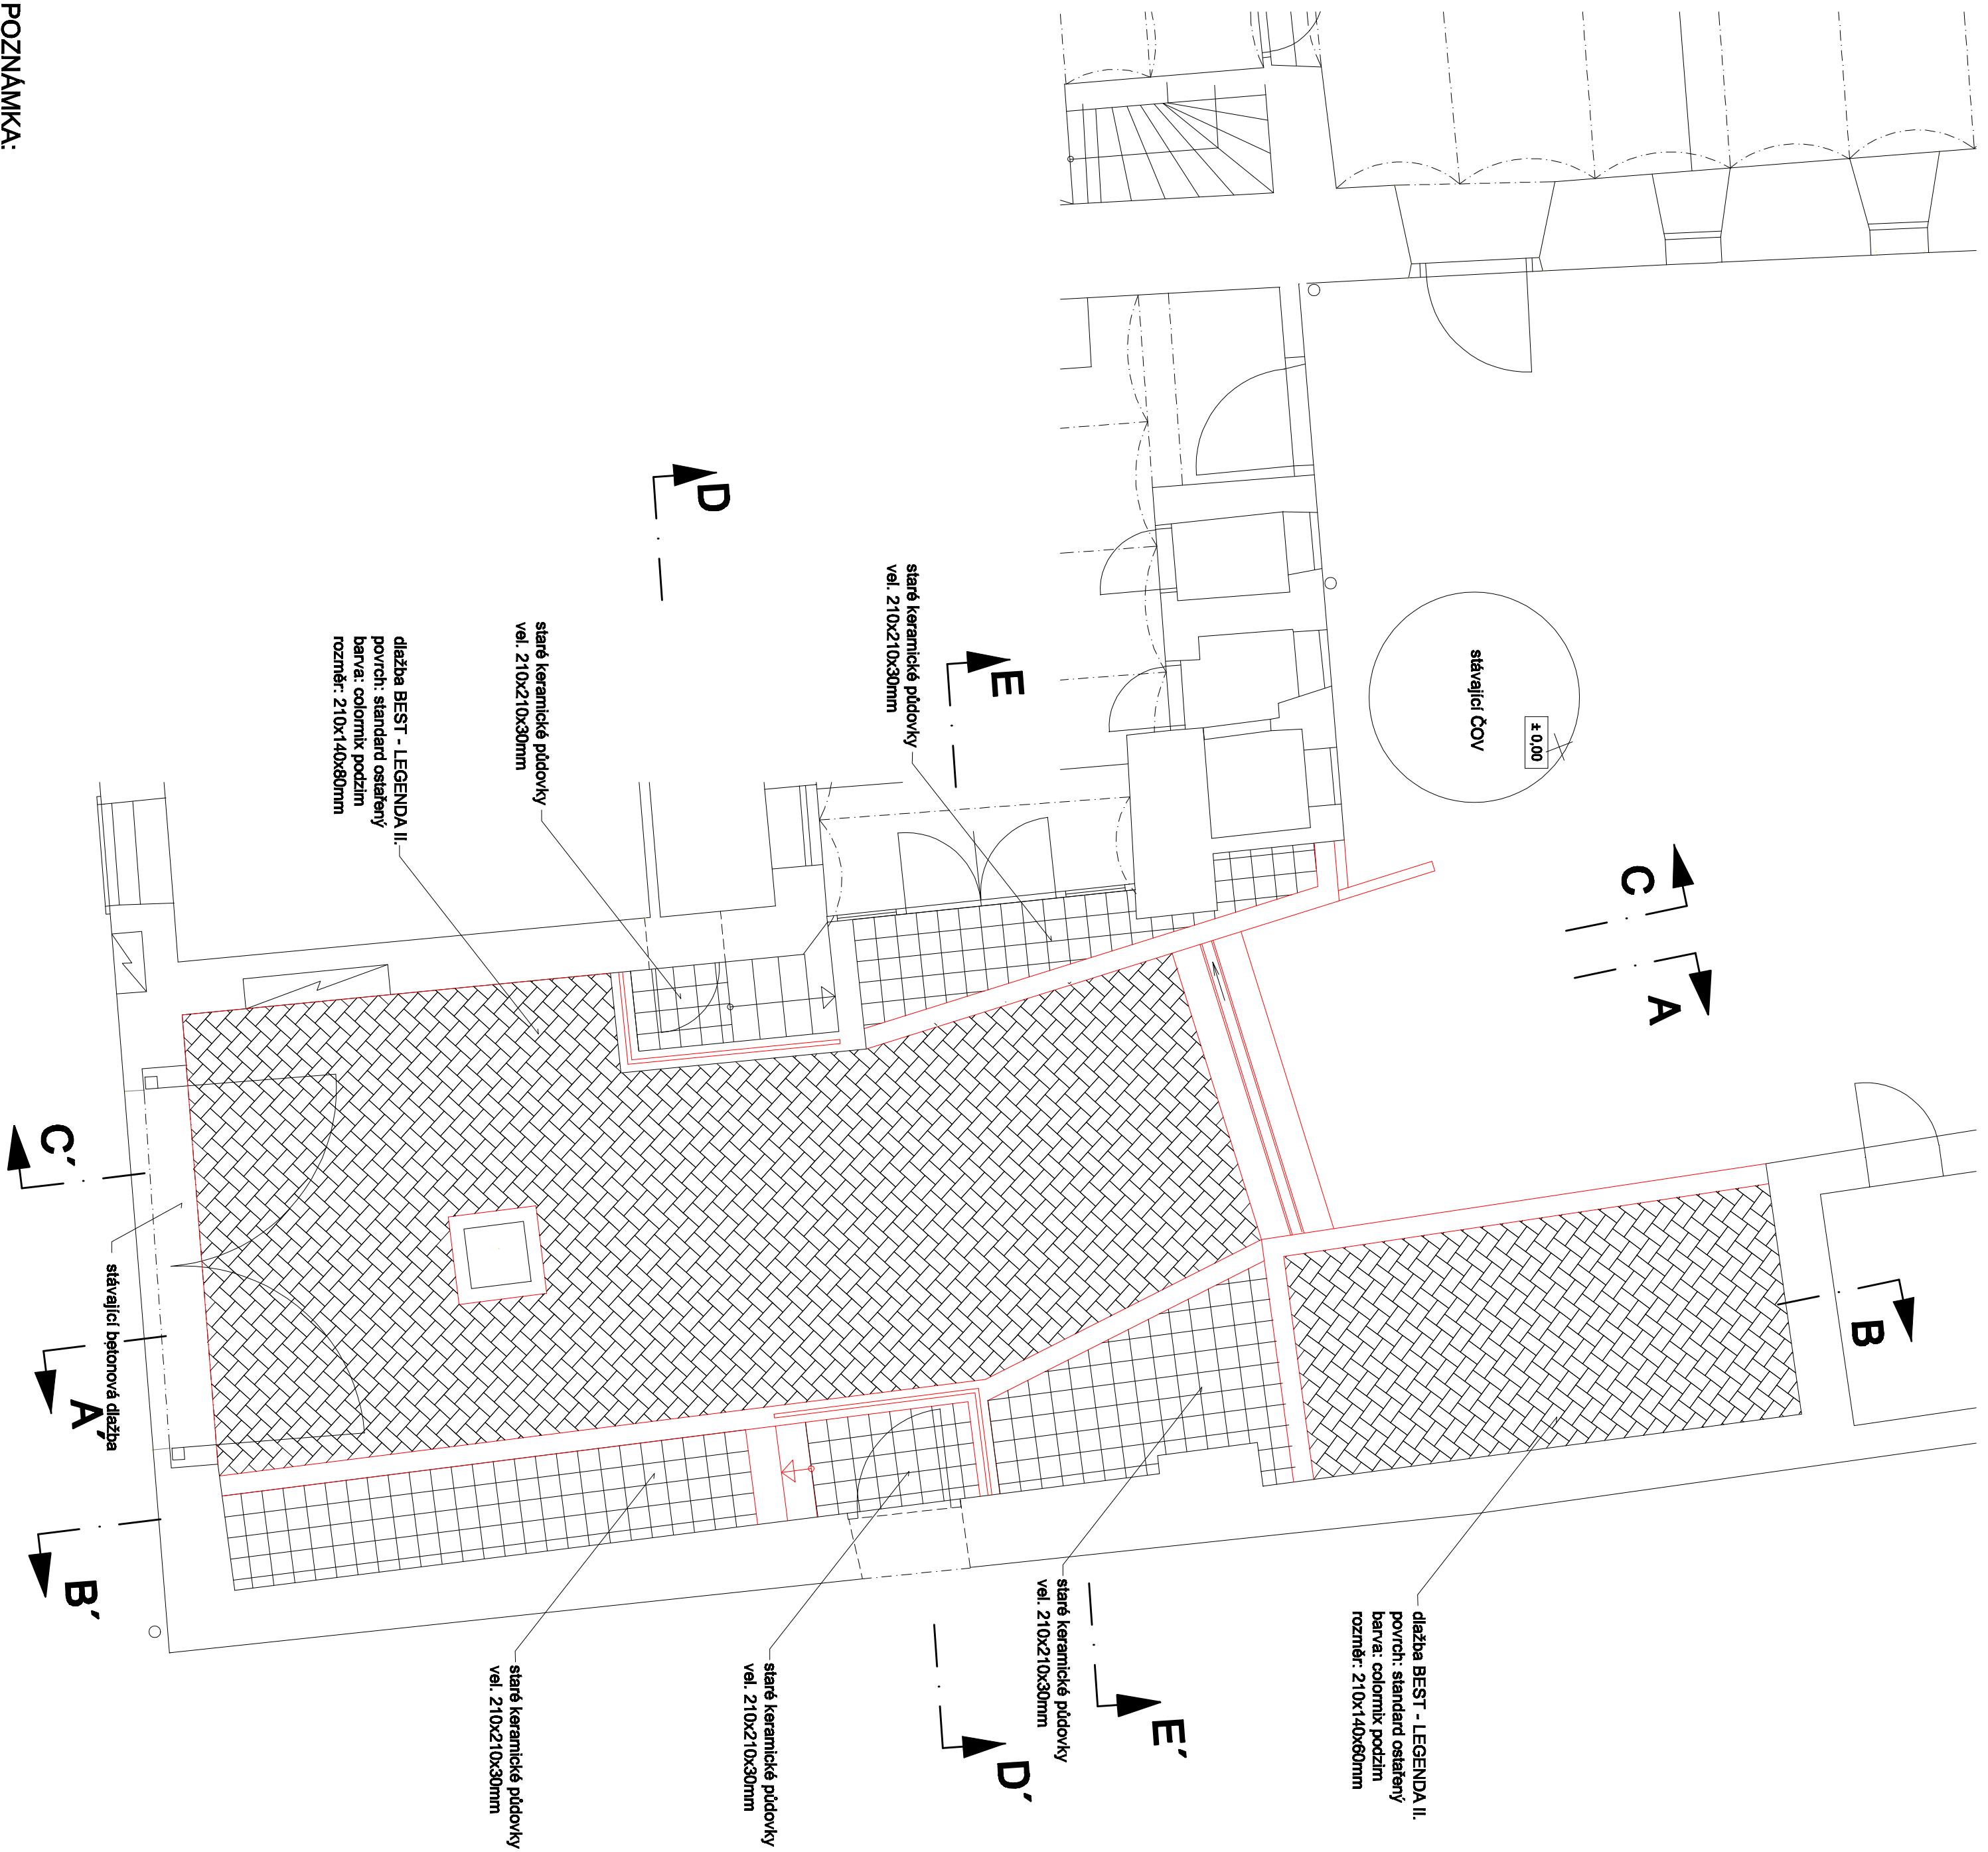 POZNÁMKA:
D
E
staré keramické půdovky
vel. 210x210x30mm
staré keramické půdovky
vel. 210x210x30mm
dlažba BEST - LEGENDA II.
povrch: standard ostařený
barva: colormix podzim
rozměr: 210x140x80mm
stávající ČOV
± 0,00
C
A
B
C´
stávající betonová dlažba
A´
B´
dlažba BEST - LEGENDA II.
povrch: standard ostařený
barva: colormix podzim
rozměr: 210x140x60mm
staré keramické půdovky
vel. 210x210x30mm
staré keramické půdovky
vel. 210x210x30mm
staré keramické půdovky
vel. 210x210x30mm
E´
D´